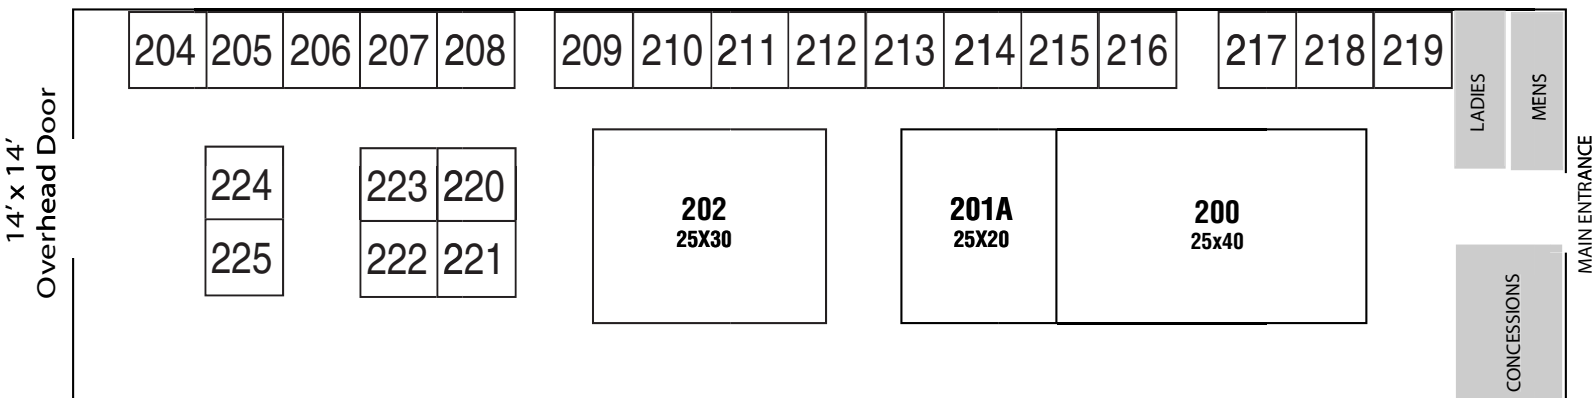 204 205 206 207 208 209 210 211 212 213 214 215 216 217 218 219
LADIES
MENS
14' x 14'
Overhead Door
224
225
223 220
222 221
202
25X30
201A
25X20
200
25x40
MAIN ENTRANCE
CONCESSIONS